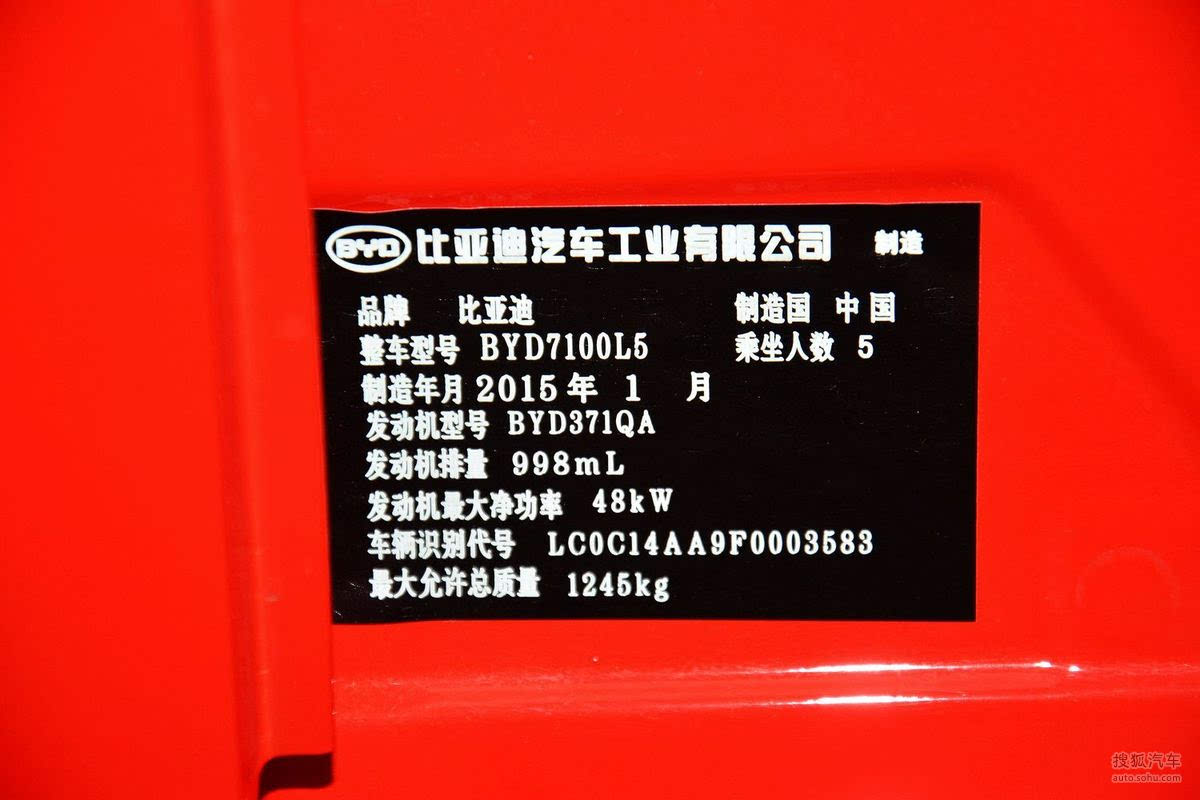 BYD 比亚迪汽车工业有限公司 制造
品牌 比亚迪 制造国 中国
整车型号 BYD7100L5 乘坐人数 5
制造年月 2015年 1 月
发动机型号 BYD371QA
发动机排量 998mL
发动机最大净功率 48kW
车辆识别代号 LC0C14AA9F0003583
最大允许总质量 1245kg
搜狐汽车
auto.sohu.com